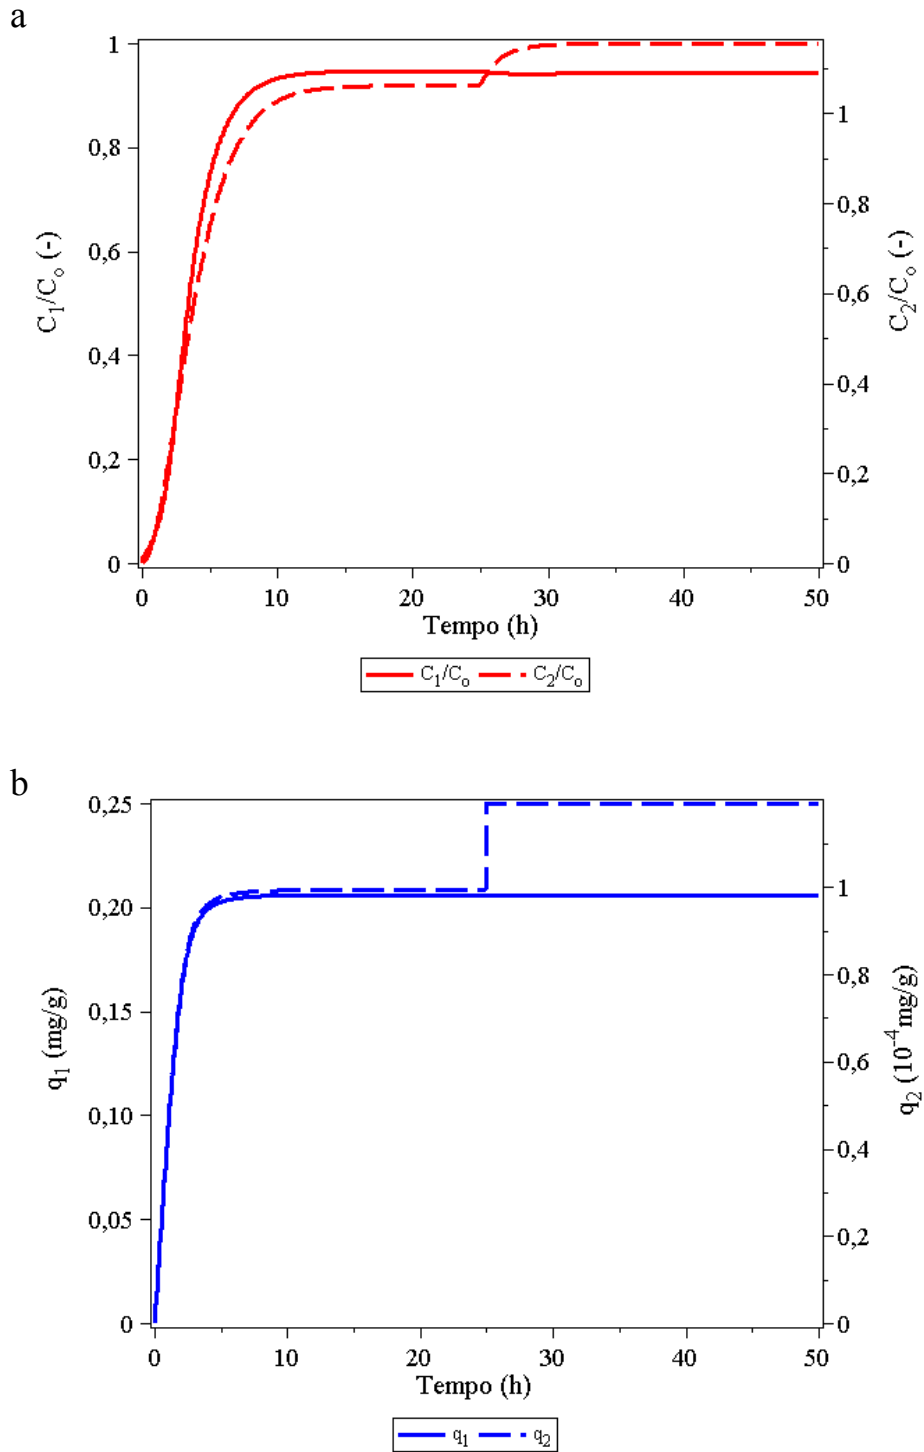 a
1
0,8
0,6
0,4
0,2
0
C₁/Cₒ (-)
1
0,8
0,6
0,4
0,2
0
C₂/Cₒ (-)
0 10 20 30 40 50
Tempo (h)
C₁/Cₒ C₂/Cₒ
b
0,25
0,20
0,15
0,10
0,05
0
q₁ (mg/g)
1
0,8
0,6
0,4
0,2
0
q₂ (10⁻⁴ mg/g)
0 10 20 30 40 50
Tempo (h)
q₁ q₂